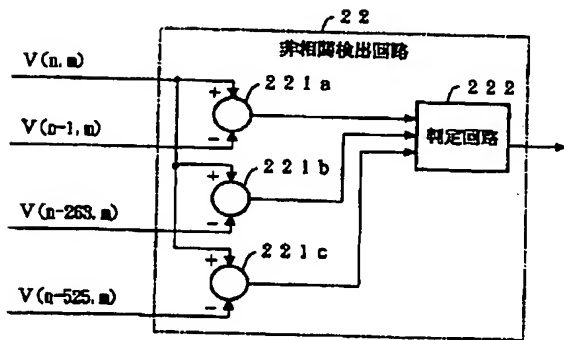 22
非相関検出回路
V(n.m)
+
221a
222
判定回路
−
V(n-1.m)
+
221b
−
V(n-263.m)
+
221c
−
V(n-525.m)